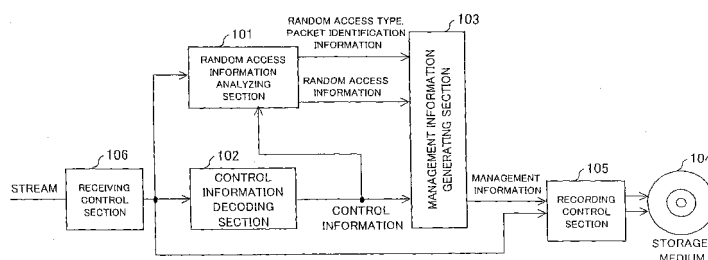 RANDOM ACCESS TYPE,
PACKET IDENTIFICATION
INFORMATION
103
101
RANDOM ACCESS
INFORMATION
ANALYZING
SECTION
RANDOM ACCESS
INFORMATION
MANAGEMENT INFORMATION
GENERATING SECTION
106
102
104
STREAM
RECEIVING
CONTROL
SECTION
CONTROL
INFORMATION
DECODING
SECTION
CONTROL
INFORMATION
MANAGEMENT
INFORMATION
105
RECORDING
CONTROL
SECTION
STORAGE
MEDIUM